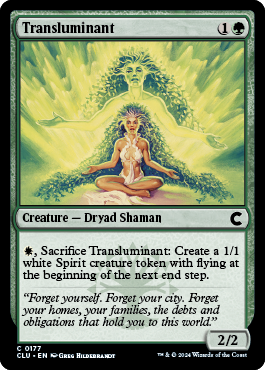 Transluminant 1
Creature — Dryad Shaman
, Sacrifice Transluminant: Create a 1/1
white Spirit creature token with flying at
the beginning of the next end step.
“Forget yourself. Forget your city. Forget
your homes, your families, the debts and
obligations that hold you to this world.”
2/2
C 0177
CLU • EN Greg Hildebrandt
™ & © 2024 Wizards of the Coast